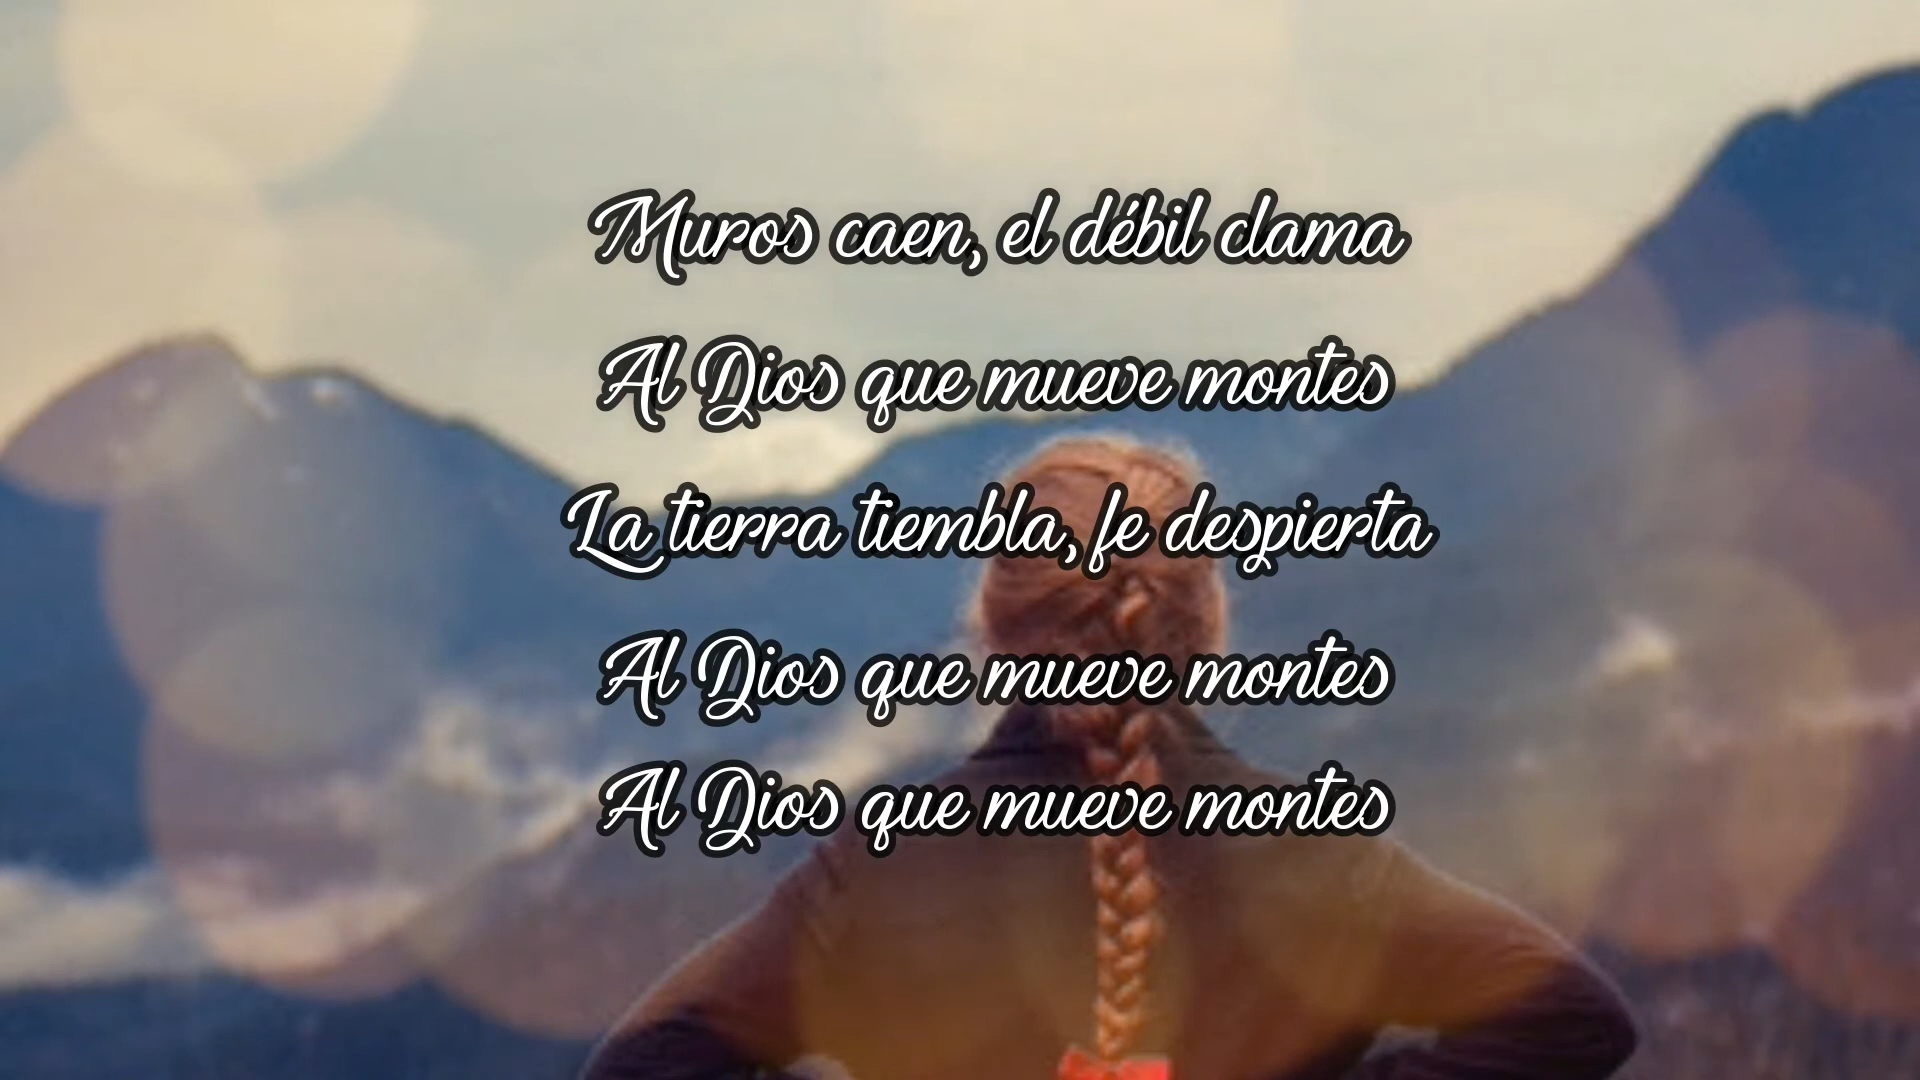 Muros caen, el débil clama
Al Dios que mueve montes
La tierra tiembla, fe despierta
Al Dios que mueve montes
Al Dios que mueve montes